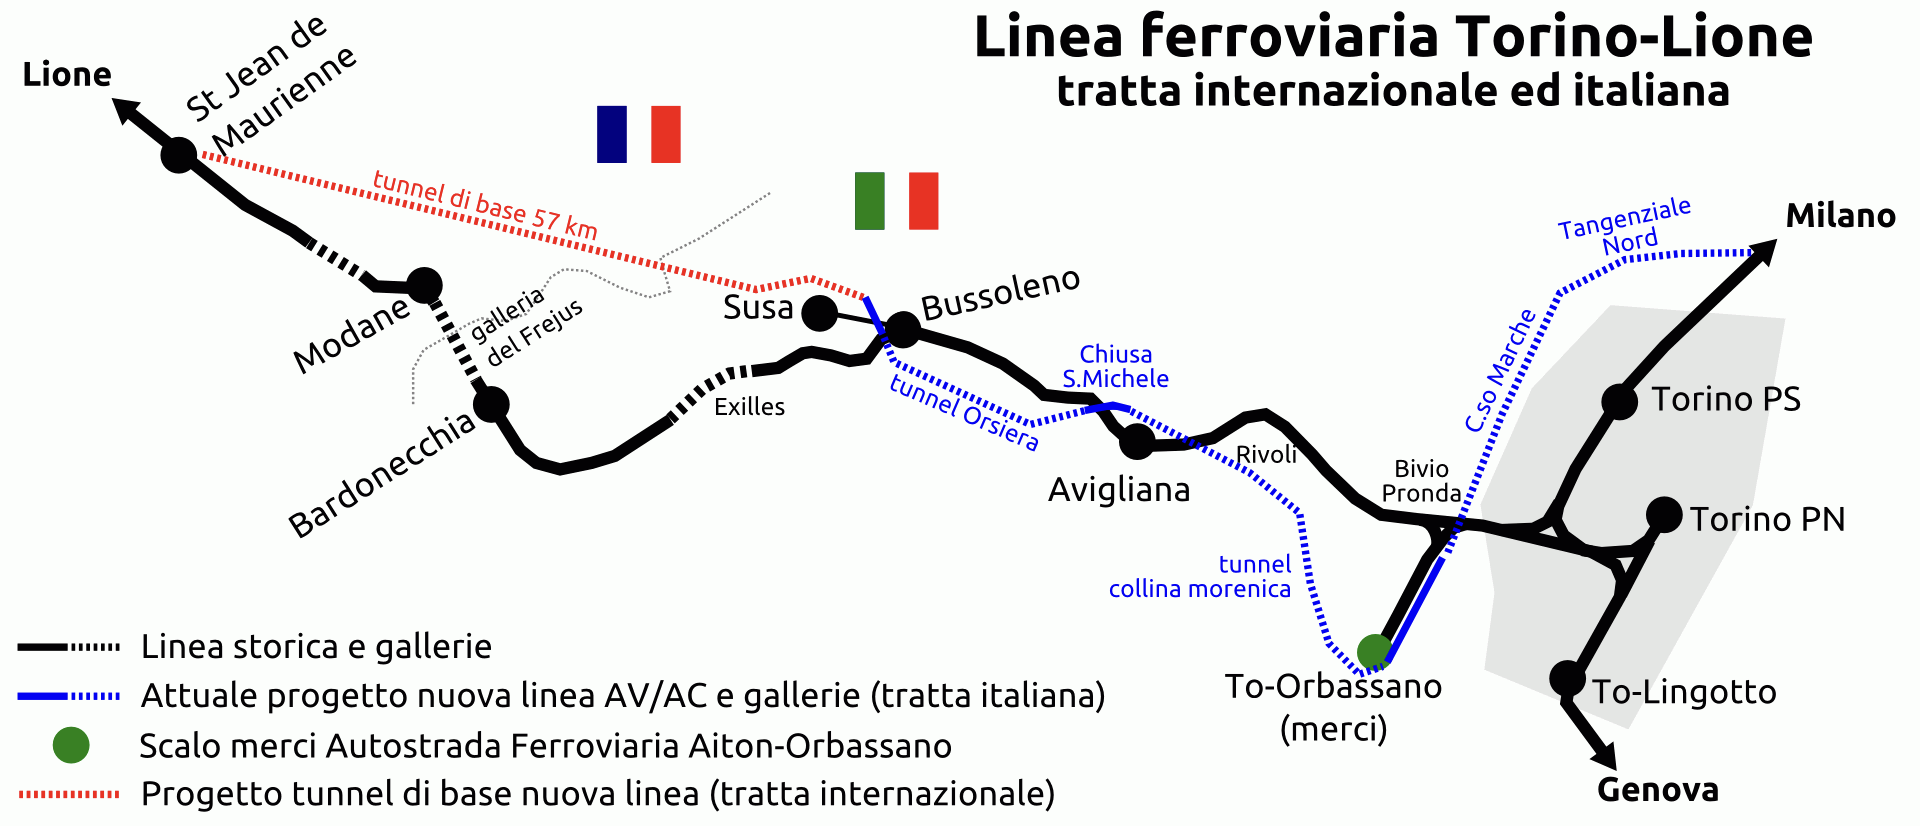 Linea ferroviaria Torino-Lione
tratta internazionale ed italiana
Lione
St Jean de
Maurienne
tunnel di base 57 km
Tangenziale
Nord
Milano
Susa
Bussoleno
Modane
galleria
del Frejus
Chiusa
S.Michele
C.so Marche
tunnel Orsiera
Exilles
Torino PS
Bardonecchia
Rivoli
Avigliana
Bivio
Pronda
Torino PN
tunnel
collina morenica
To-Orbassano
(merci)
To-Lingotto
Genova
Linea storica e gallerie
Attuale progetto nuova linea AV/AC e gallerie (tratta italiana)
Scalo merci Autostrada Ferroviaria Aiton-Orbassano
Progetto tunnel di base nuova linea (tratta internazionale)